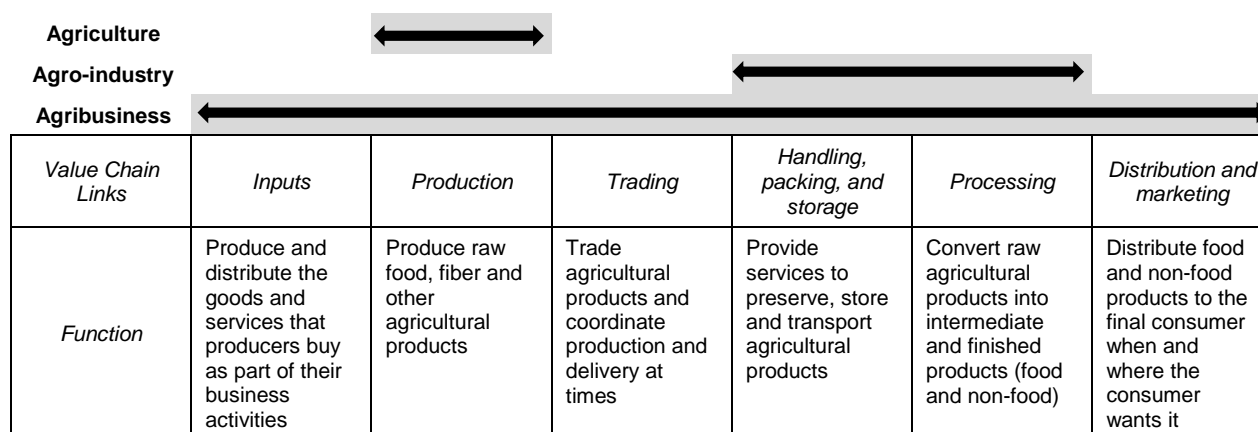 Agriculture
Agro-industry
Agribusiness
Value Chain
Links
Inputs
Production
Trading
Handling,
packing, and
storage
Processing
Distribution and
marketing
Function
Produce and
distribute the
goods and
services that
producers buy
as part of their
business
activities
Produce raw
food, fiber and
other
agricultural
products
Trade
agricultural
products and
coordinate
production and
delivery at
times
Provide
services to
preserve, store
and transport
agricultural
products
Convert raw
agricultural
products into
intermediate
and finished
products (food
and non-food)
Distribute food
and non-food
products to the
final consumer
when and
where the
consumer
wants it